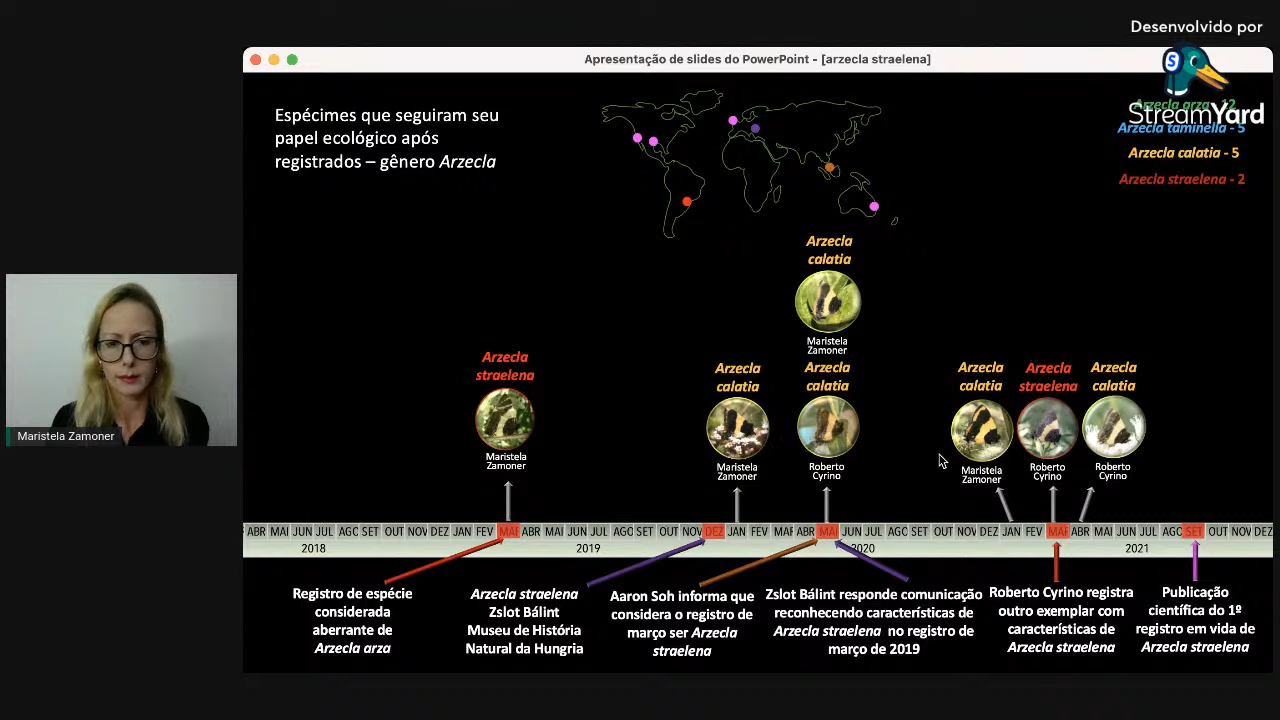 Desenvolvido por
StreamYard
Apresentação de slides do PowerPoint - [arzecla straelena]
Espécimes que seguiram seu
papel ecológico após
registrados – gênero Arzecla
Arzecla arza - 12
Arzecla taminella - 5
Arzecla calatia - 5
Arzecla straelena - 2
Arzecla
calatia
Maristela
Zamoner
Arzecla
straelena
Maristela
Zamoner
Arzecla
calatia
Maristela
Zamoner
Arzecla
calatia
Roberto
Cyrino
Arzecla
calatia
Maristela
Zamoner
Arzecla
straelena
Roberto
Cyrino
Arzecla
calatia
Roberto
Cyrino
Maristela Zamoner
ABR MAI JUN JUL AGO SET OUT NOV DEZ JAN FEV MAR ABR MAI JUN JUL AGO SET OUT NOV DEZ JAN FEV MAR ABR MAI JUN JUL AGO SET OUT NOV DEZ JAN FEV MAR ABR MAI JUN JUL AGO SET OUT NOV DEZ
2018 2019 2020 2021
Registro de espécie
considerada
aberrante de
Arzecla arza
Arzecla straelena
Zslot Bálint
Museu de História
Natural da Hungria
Aaron Soh informa que
considera o registro de
março ser Arzecla
straelena
Zslot Bálint responde comunicação
reconhecendo características de
Arzecla straelena no registro de
março de 2019
Roberto Cyrino registra
outro exemplar com
características de
Arzecla straelena
Publicação
científica do 1º
registro em vida de
Arzecla straelena